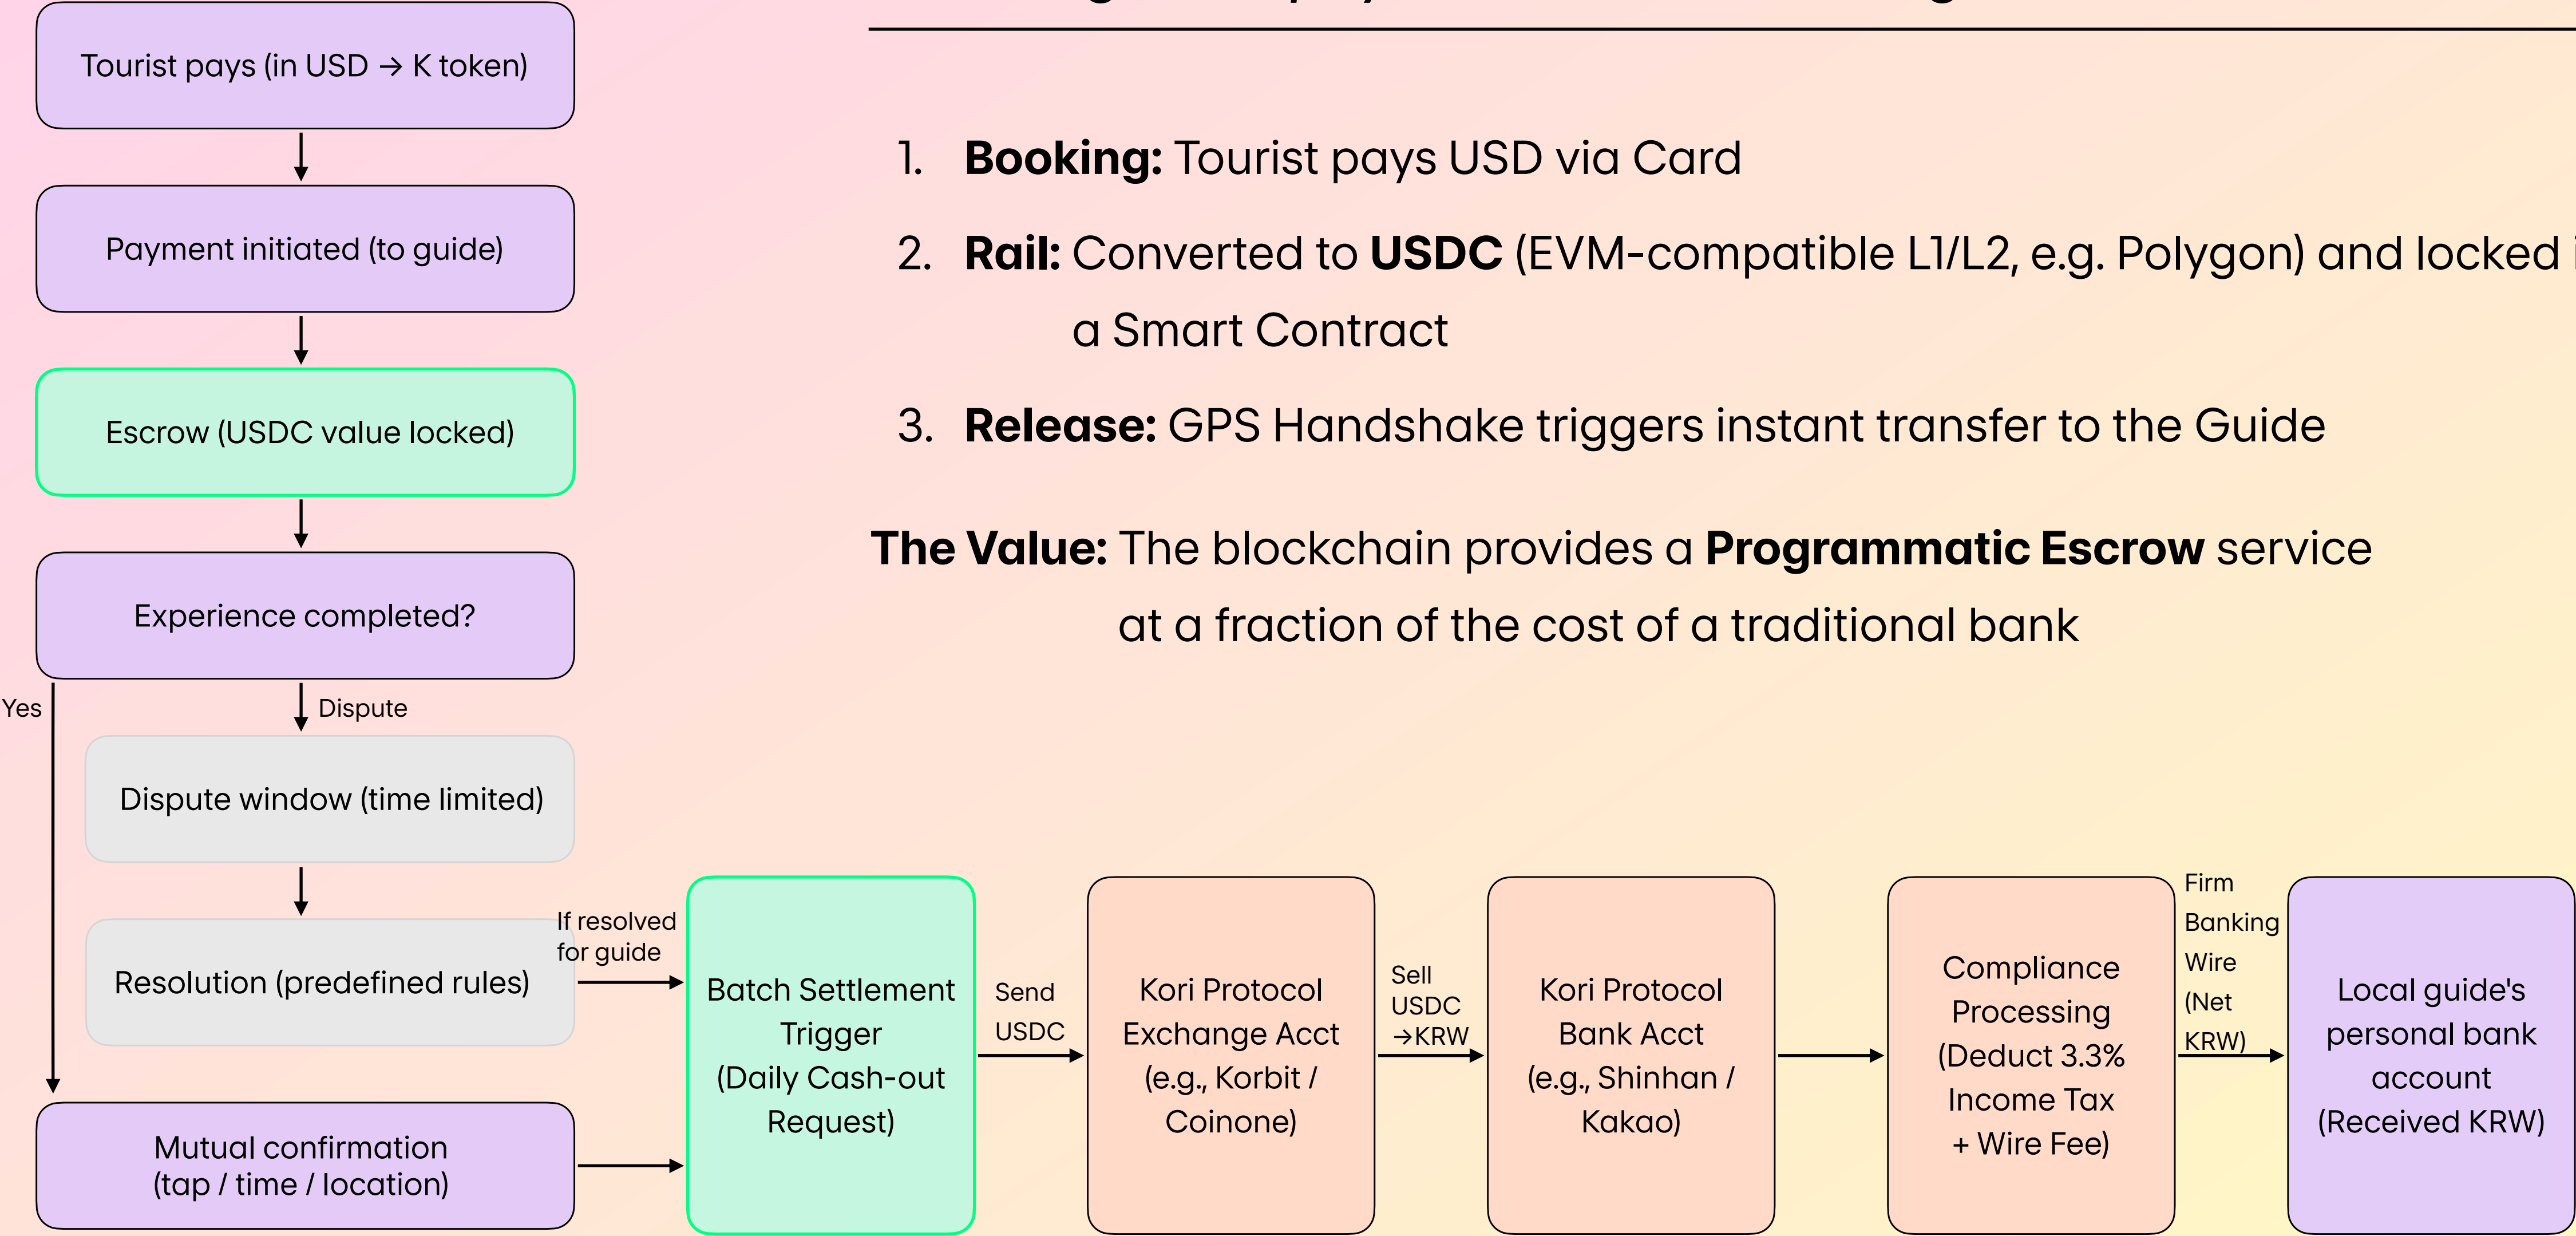 Tourist pays (in USD → K token)
Payment initiated (to guide)
Escrow (USDC value locked)
Experience completed?
Yes
Dispute
Dispute window (time limited)
Resolution (predefined rules)
If resolved
for guide
Mutual confirmation
(tap / time / location)
1. Booking: Tourist pays USD via Card
2. Rail: Converted to USDC (EVM-compatible L1/L2, e.g. Polygon) and locked
a Smart Contract
3. Release: GPS Handshake triggers instant transfer to the Guide
The Value: The blockchain provides a Programmatic Escrow service
at a fraction of the cost of a traditional bank
Batch Settlement
Trigger
(Daily Cash-out
Request)
Send
USDC
Kori Protocol
Exchange Acct
(e.g., Korbit /
Coinone)
Sell
USDC
→KRW
Kori Protocol
Bank Acct
(e.g., Shinhan /
Kakao)
Compliance
Processing
(Deduct 3.3%
Income Tax
+ Wire Fee)
Firm
Banking
Wire
(Net
KRW)
Local guide's
personal bank
account
(Received KRW)